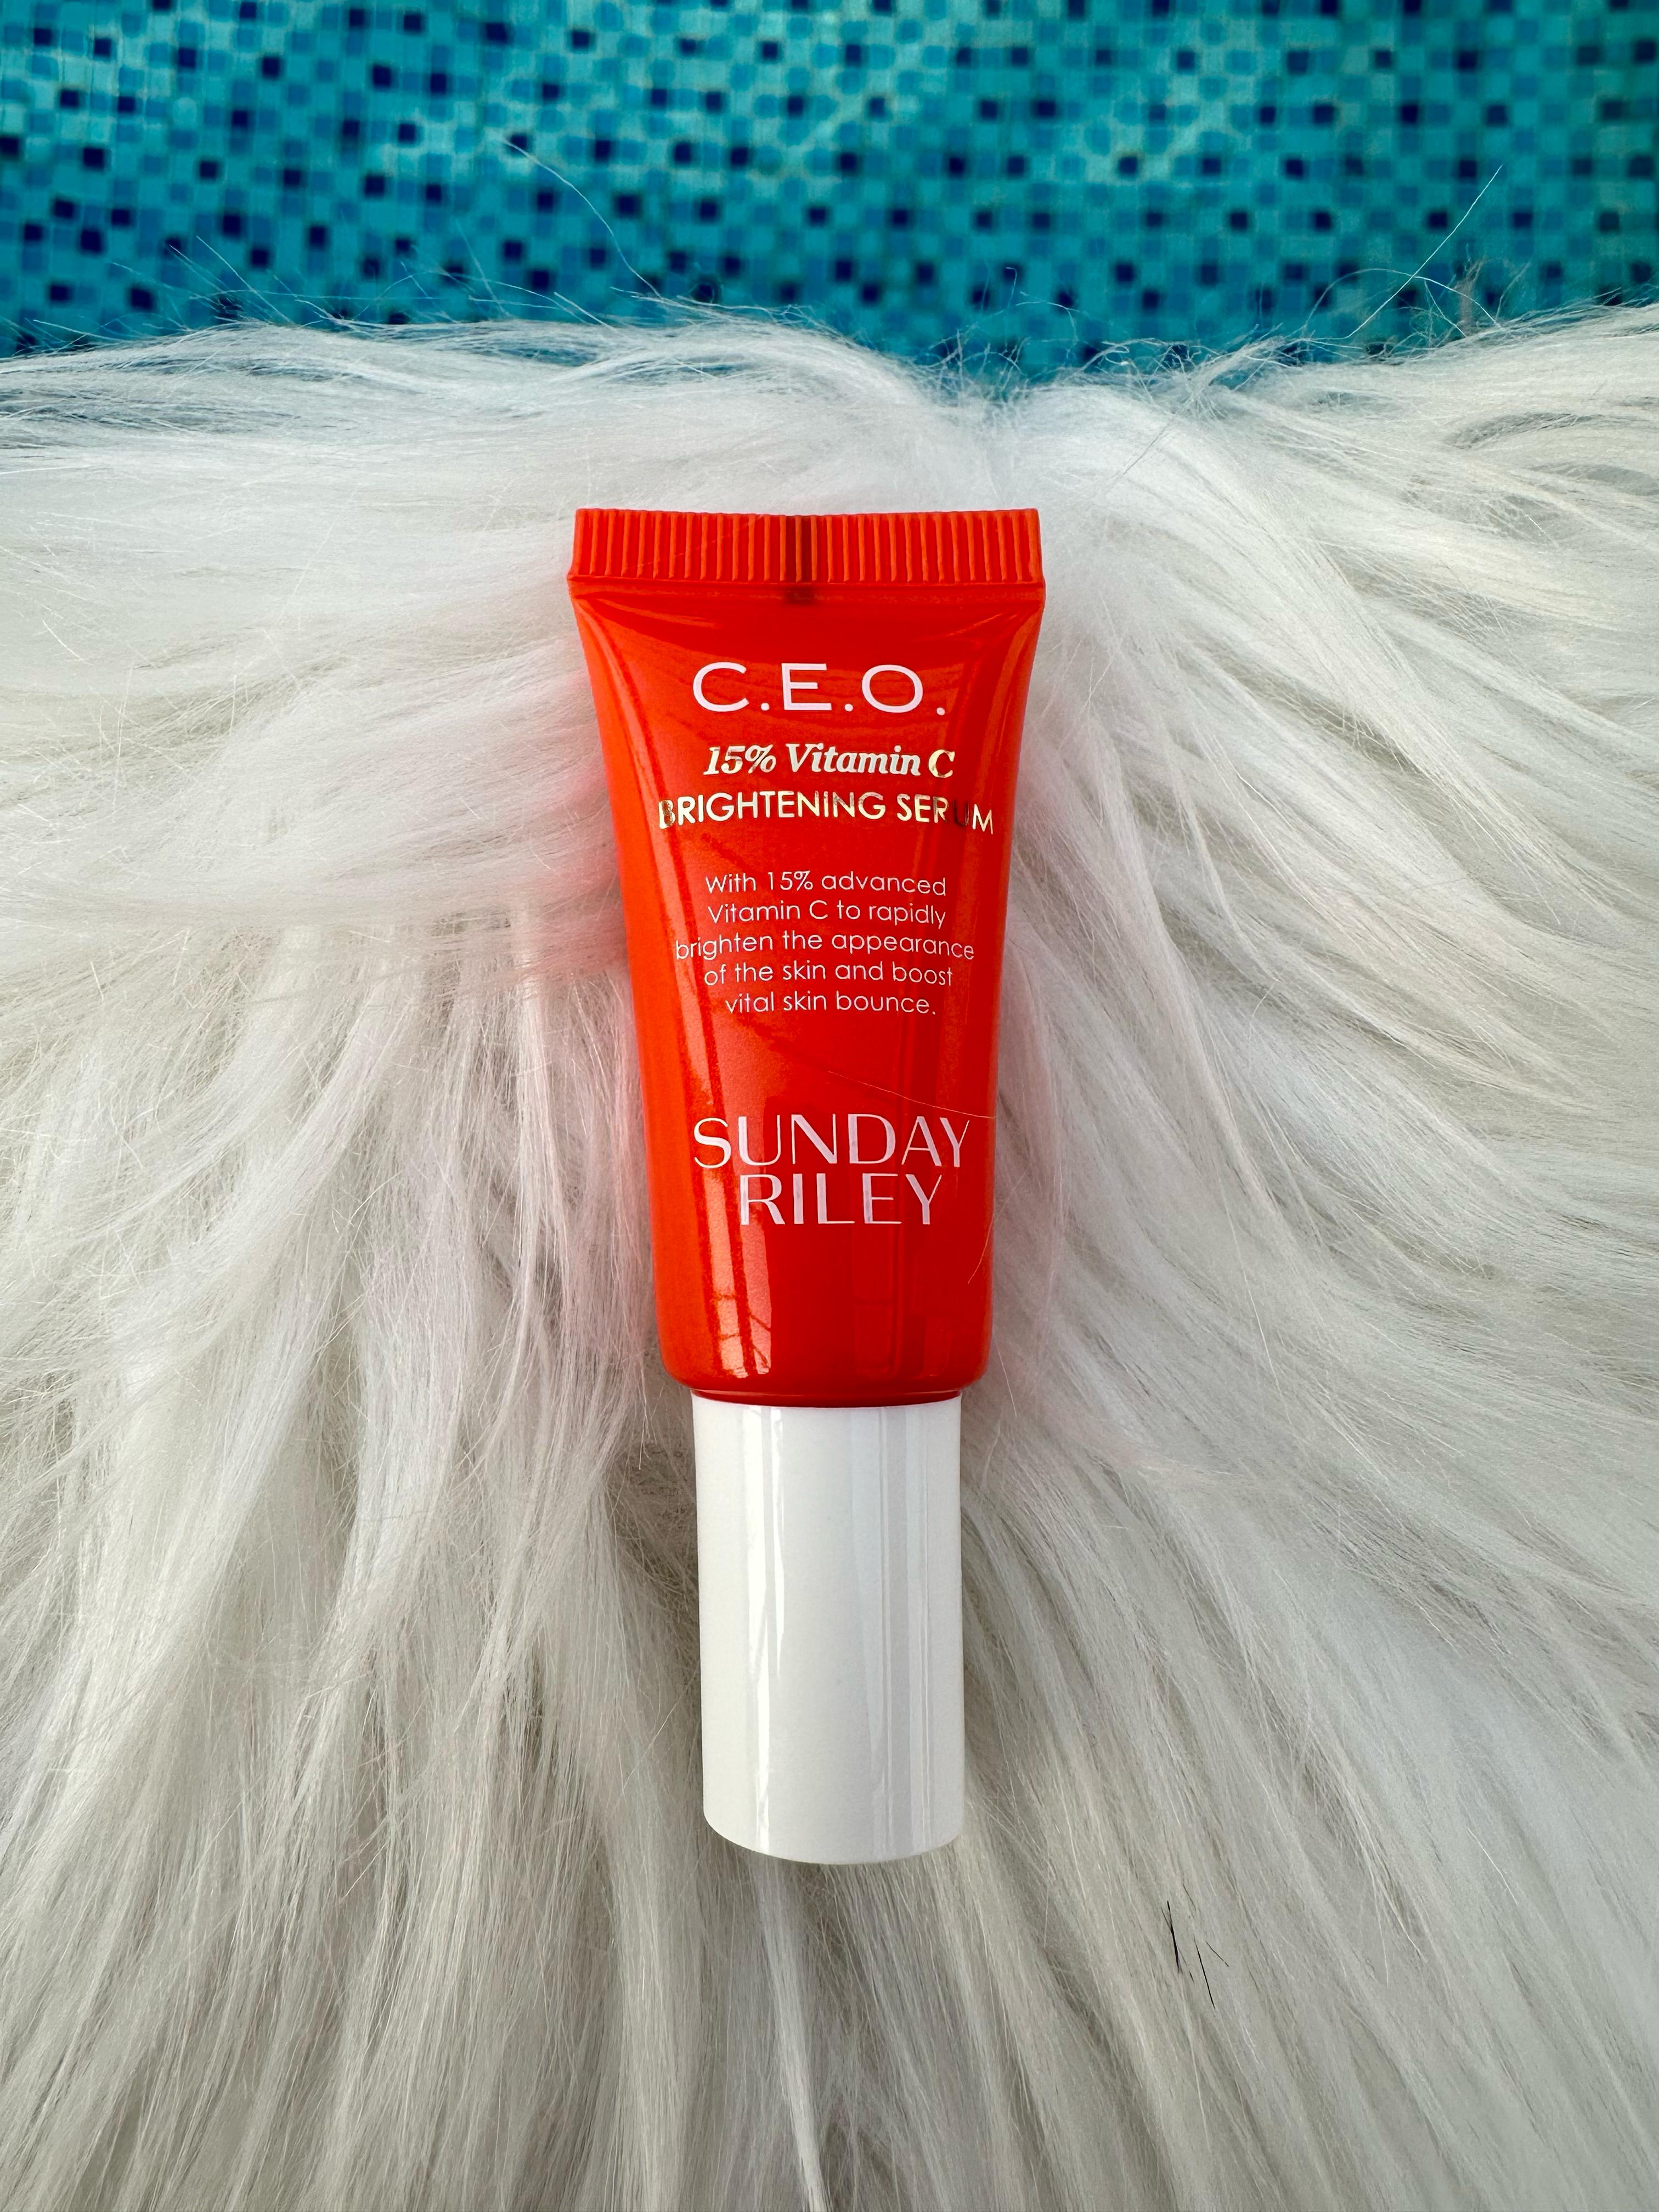 C.E.O.
15% Vitamin C
BRIGHTENING SERUM
With 15% advanced
Vitamin C to rapidly
brighten the appearance
of the skin and boost
vital skin bounce.
SUNDAY
RILEY